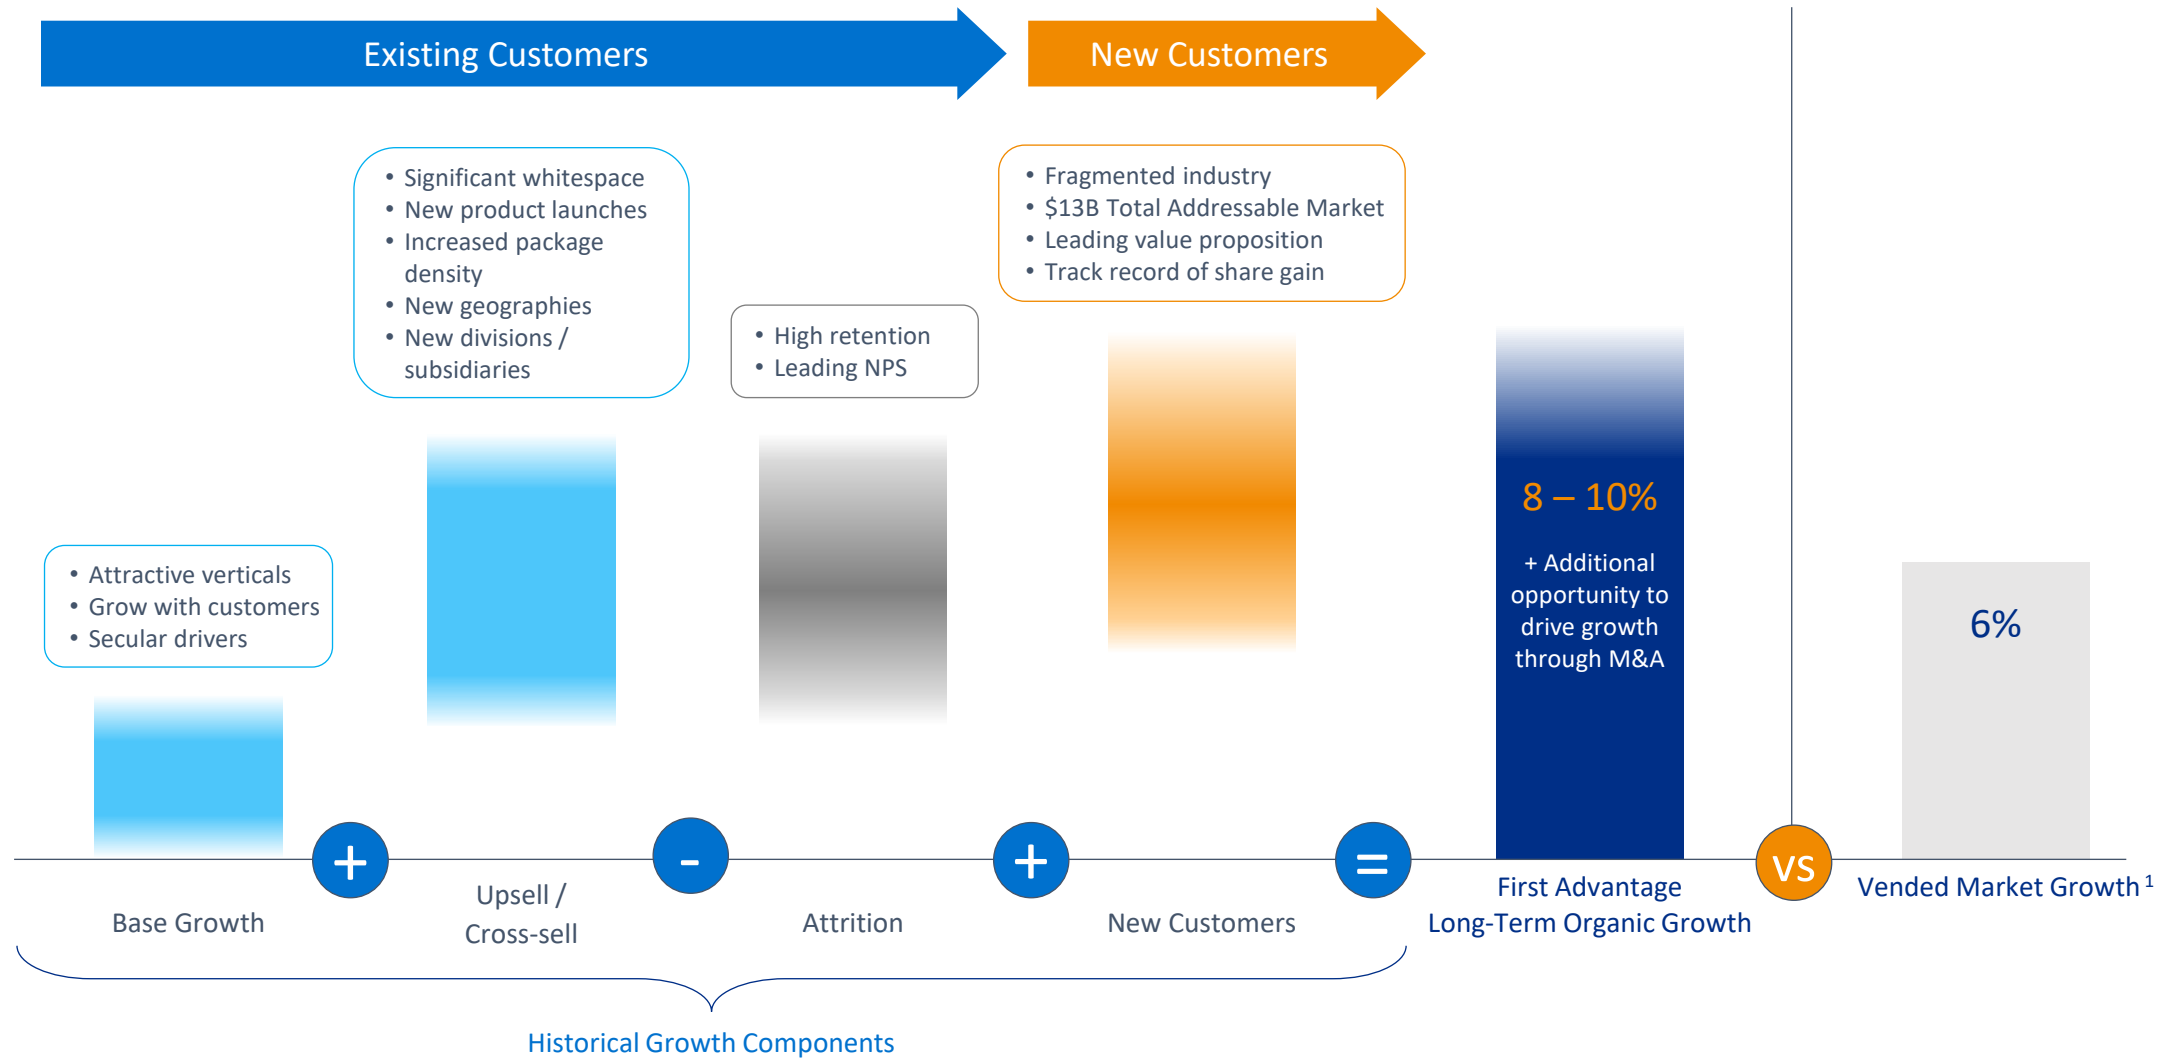 Existing Customers
New Customers
• Significant whitespace
• New product launches
• Increased package
density
• New geographies
• New divisions /
subsidiaries
• Fragmented industry
• $13B Total Addressable Market
• Leading value proposition
• Track record of share gain
• High retention
• Leading NPS
• Attractive verticals
• Grow with customers
• Secular drivers
8 – 10%
+ Additional
opportunity to
drive growth
through M&A
6%
+
-
+
=
vs
Base Growth
Upsell /
Cross-sell
Attrition
New Customers
First Advantage
Long-Term Organic Growth
Vended Market Growth 1
Historical Growth Components